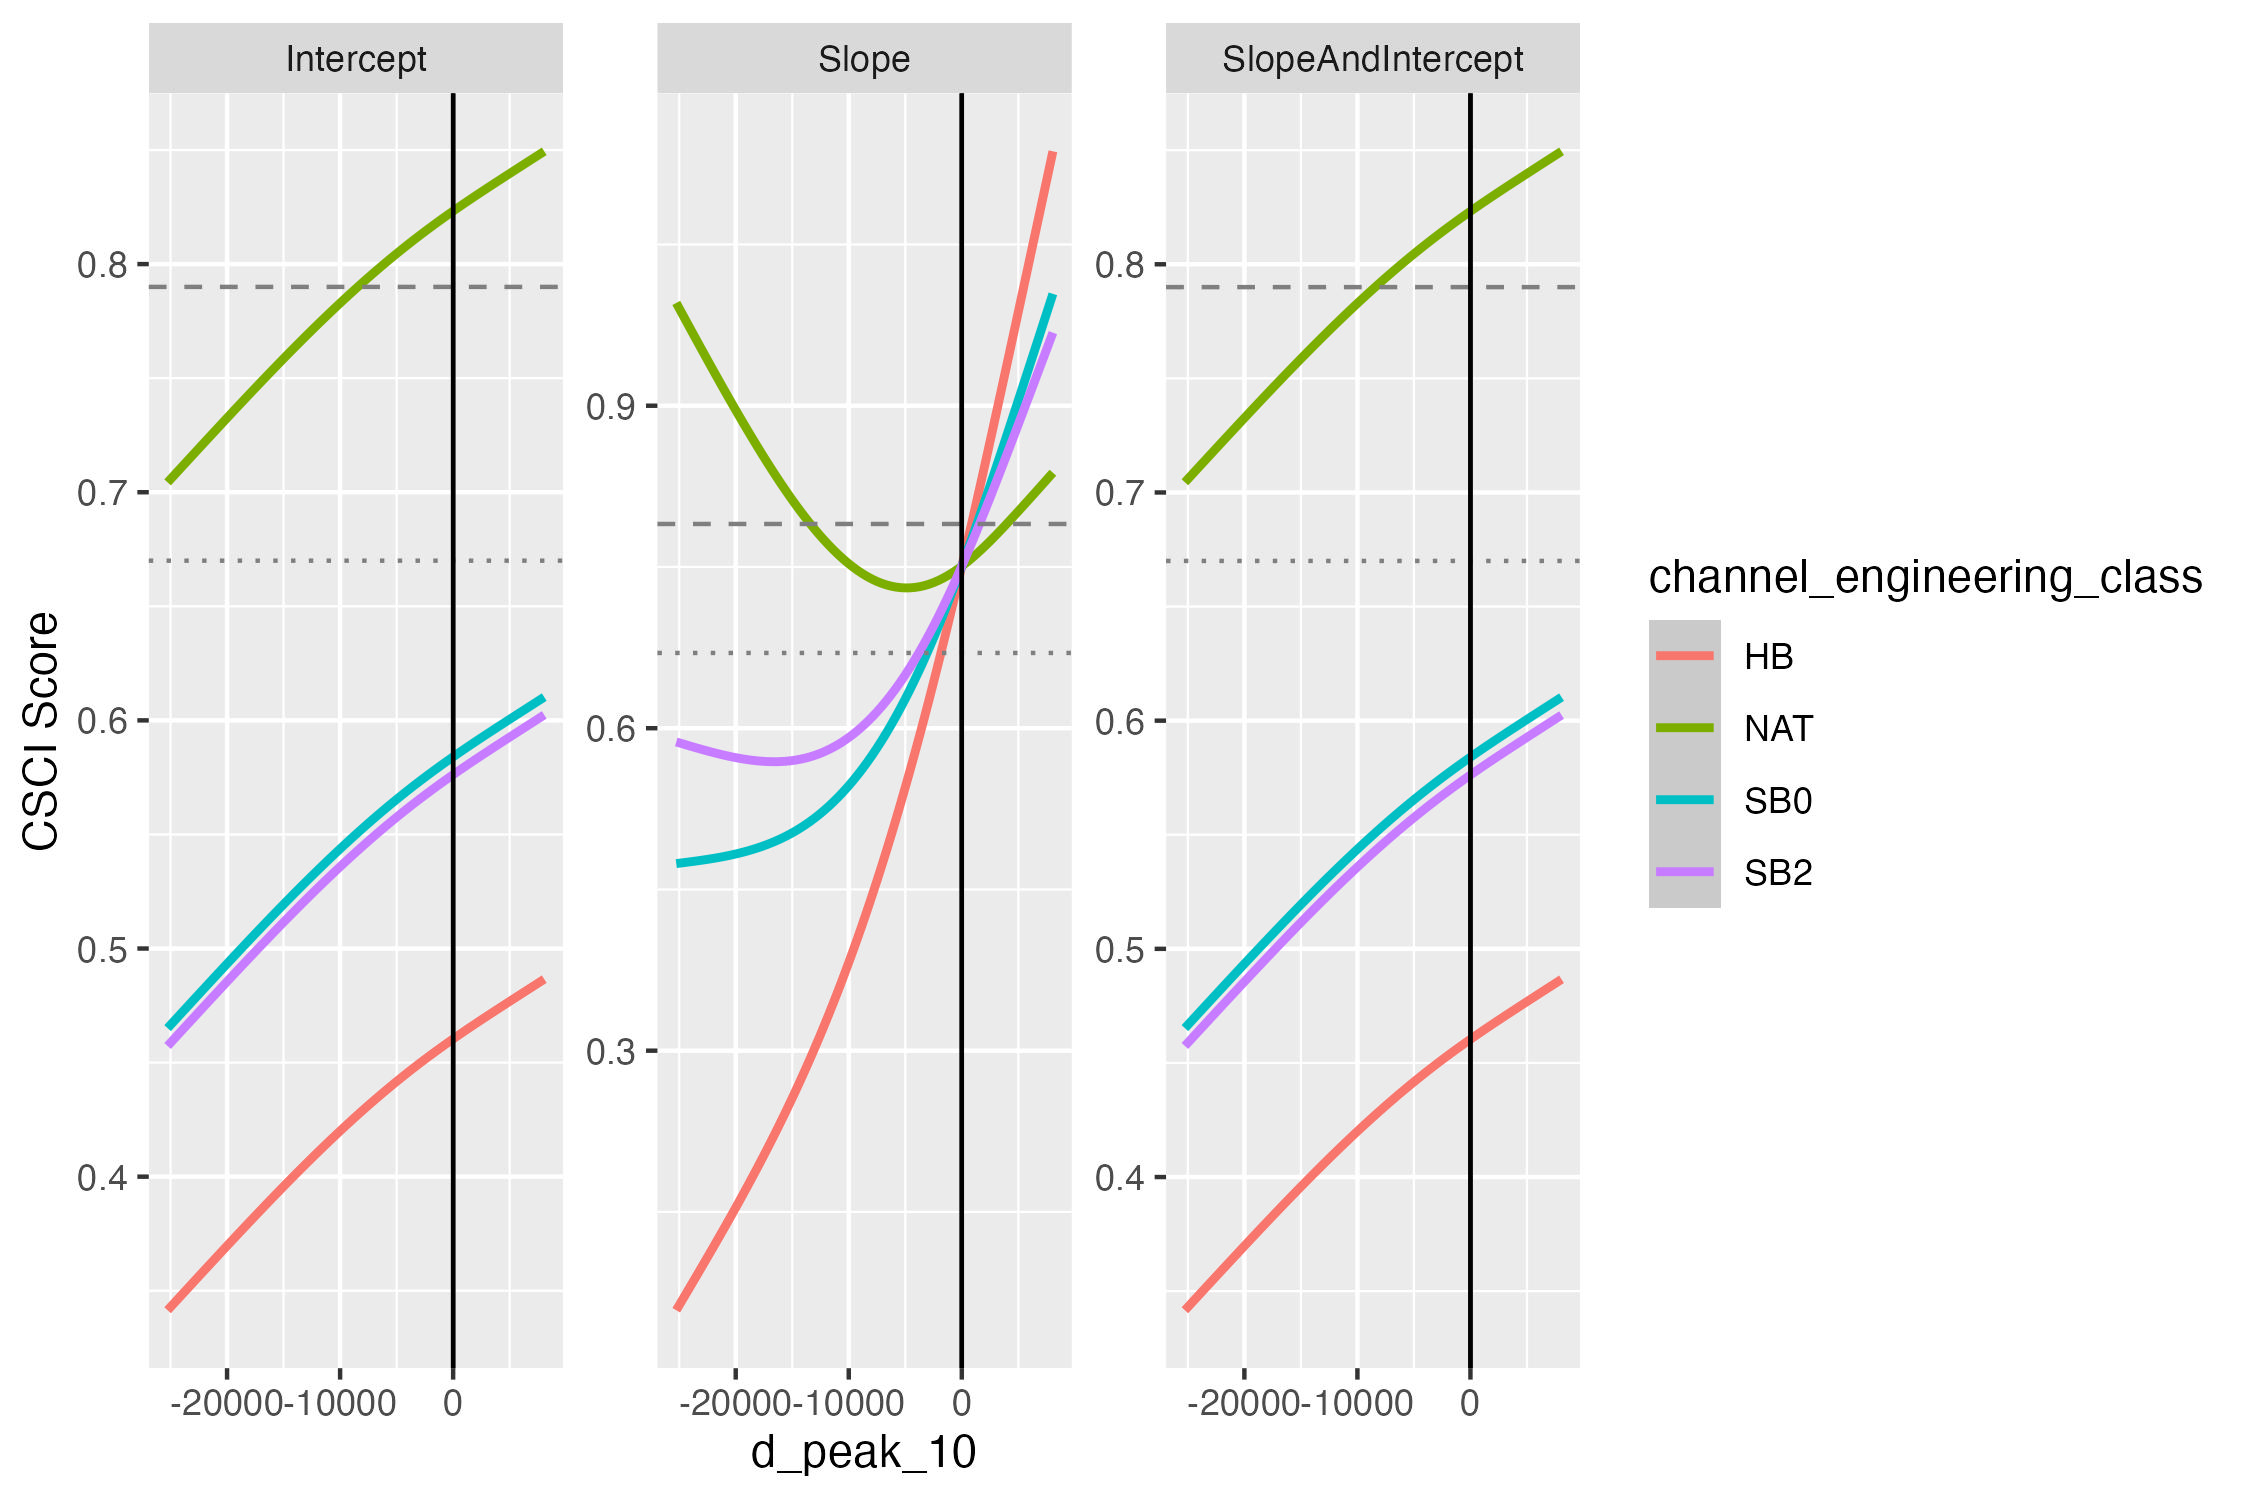 Intercept
Slope
SlopeAndIntercept
CSCI Score
0.8
0.7
0.6
0.5
0.4
0.9
0.6
0.3
0.8
0.7
0.6
0.5
0.4
-20000 -10000 0
-20000 -10000 0
-20000 -10000 0
d_peak_10
channel_engineering_class
HB
NAT
SB0
SB2